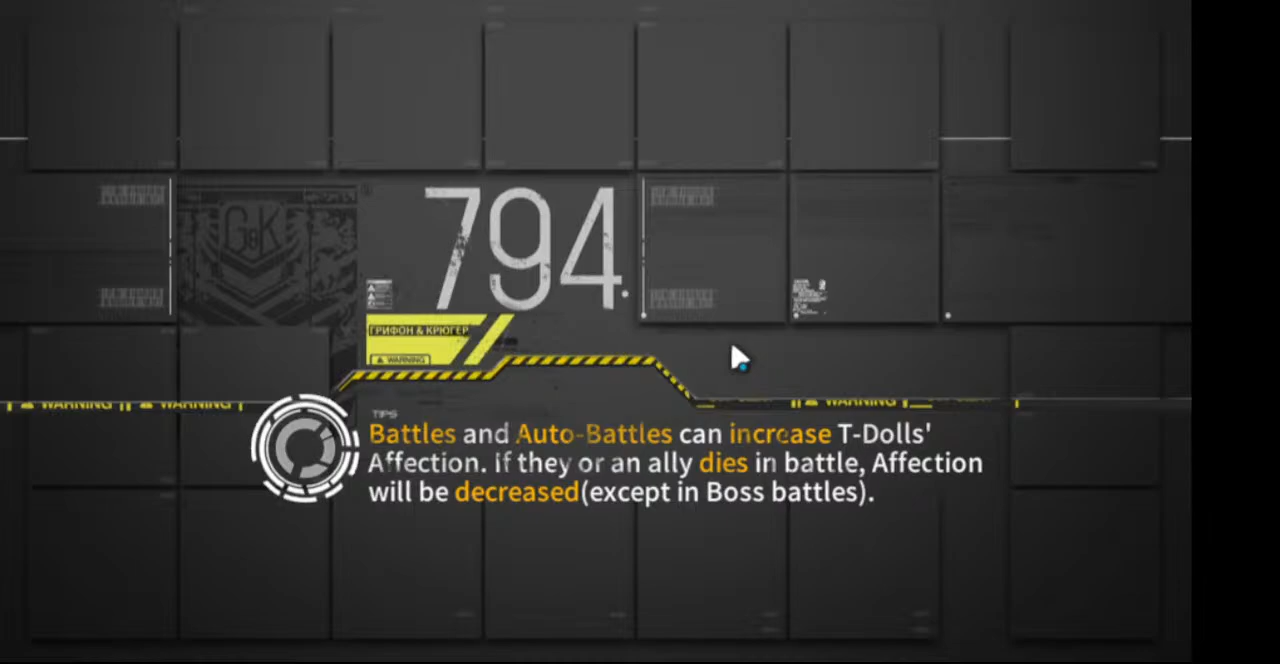 G&K
794.
ГРИФОН & КРЮГЕР
WARNING
WARNING WARNING WARNING
TIPS
Battles and Auto-Battles can increase T-Dolls'
Affection. If they or an ally dies in battle, Affection
will be decreased(except in Boss battles).